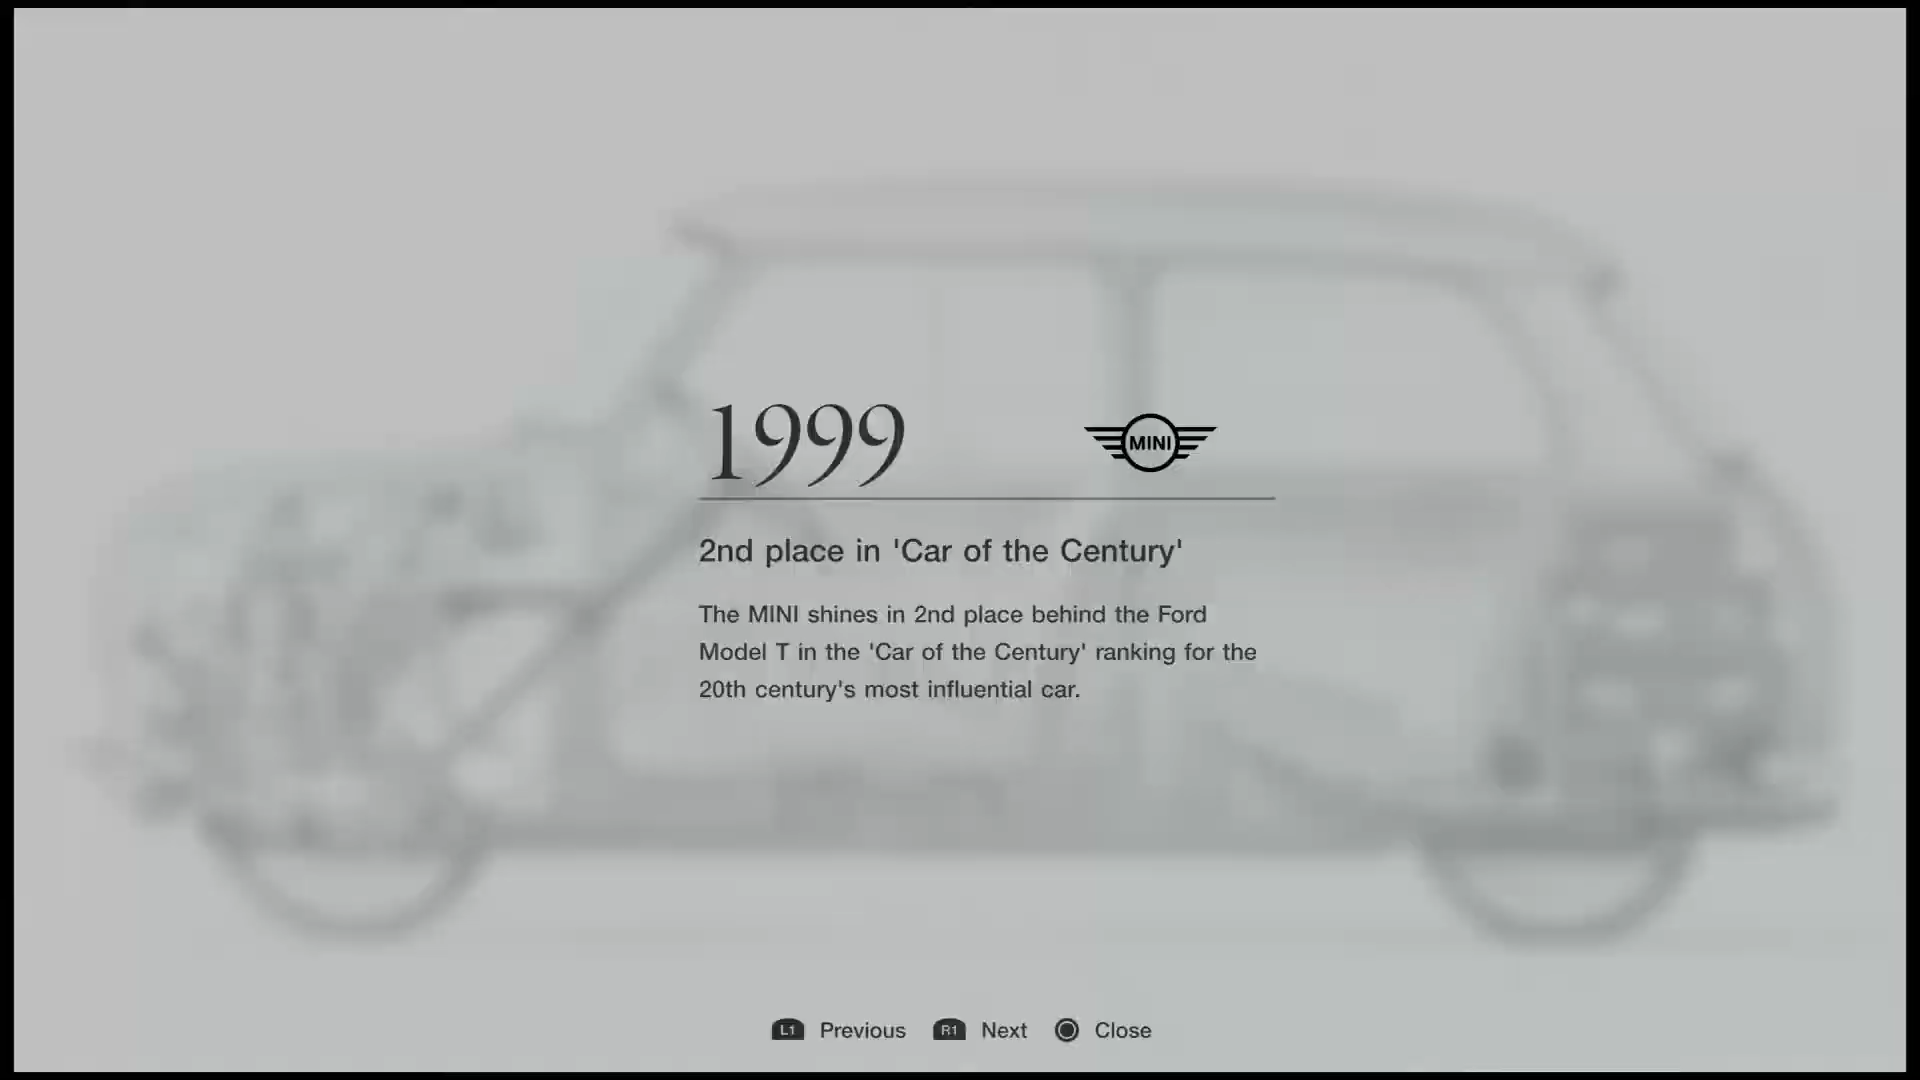 1999
MINI
2nd place in 'Car of the Century'
The MINI shines in 2nd place behind the Ford
Model T in the 'Car of the Century' ranking for the
20th century's most influential car.
L1 Previous R1 Next Close